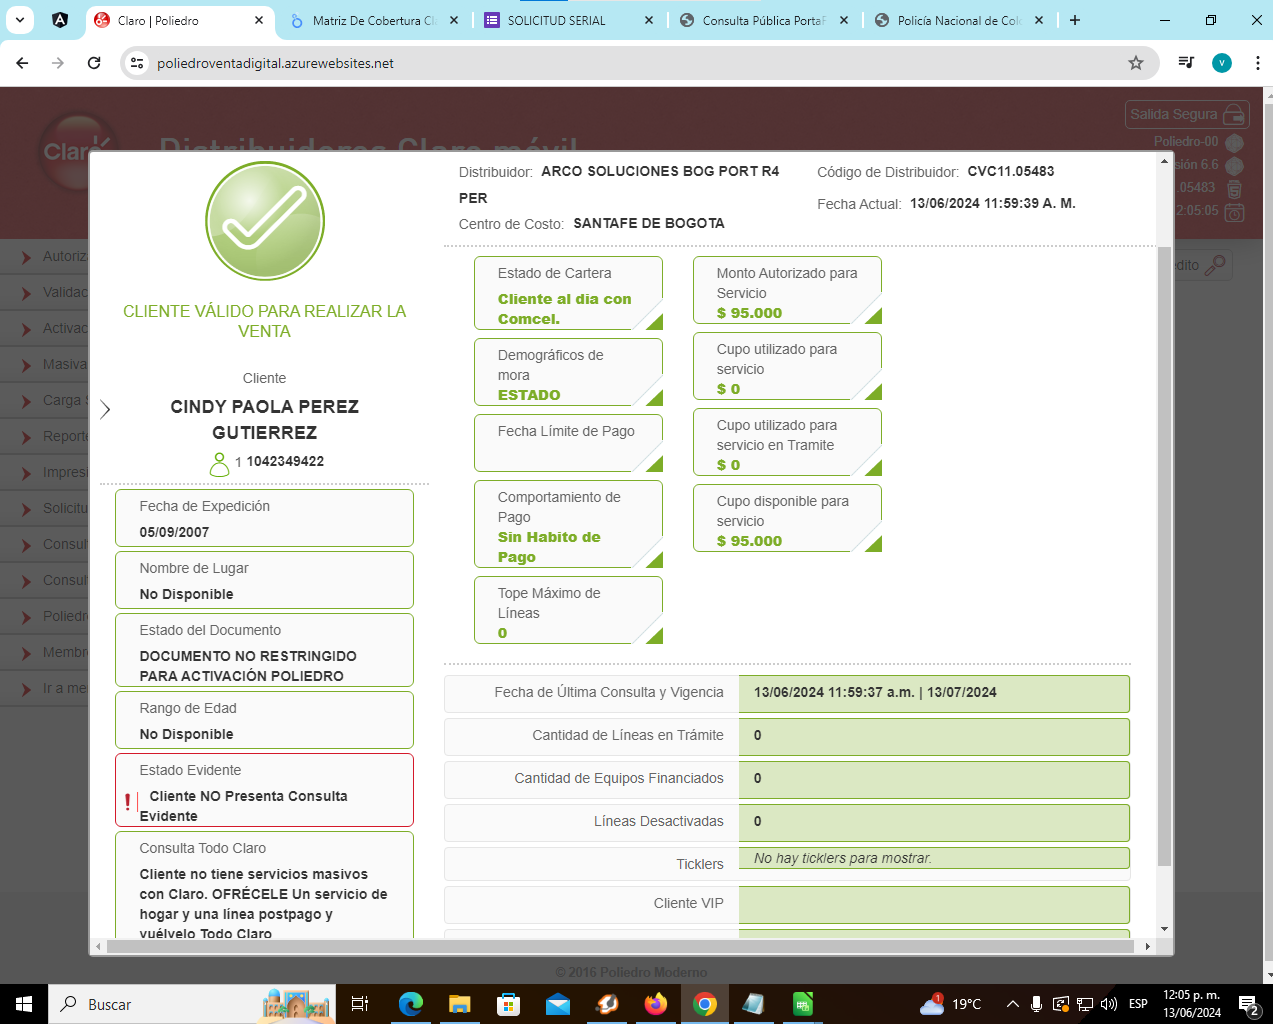 Claro | Poliedro
Matriz De Cobertura Cl
SOLICITUD SERIAL
Consulta Pública PortaF
Policía Nacional de Col
poliedroventadigital.azurewebsites.net
v
Claro
Distribuidores Claro móvil
Salida Segura
Poliedro-00
sión 6.6
.05483
2:05:05
Autoriz
Validac
Activac
Masiva
Carga S
Reporte
Impresi
Solicitu
Consul
Consul
Poliedr
Membr
Ir a me
édito
CLIENTE VÁLIDO PARA REALIZAR LA
VENTA
Cliente
CINDY PAOLA PEREZ
GUTIERREZ
1 1042349422
Fecha de Expedición
05/09/2007
Nombre de Lugar
No Disponible
Estado del Documento
DOCUMENTO NO RESTRINGIDO
PARA ACTIVACIÓN POLIEDRO
Rango de Edad
No Disponible
Estado Evidente
! Cliente NO Presenta Consulta
Evidente
Consulta Todo Claro
Cliente no tiene servicios masivos
con Claro. OFRÉCELE Un servicio de
hogar y una línea postpago y
vuélvelo Todo Claro
Distribuidor: ARCO SOLUCIONES BOG PORT R4
PER
Centro de Costo: SANTAFE DE BOGOTA
Código de Distribuidor: CVC11.05483
Fecha Actual: 13/06/2024 11:59:39 A. M.
Estado de Cartera
Cliente al dia con
Comcel.
Demográficos de
mora
ESTADO
Fecha Límite de Pago
Comportamiento de
Pago
Sin Habito de
Pago
Tope Máximo de
Líneas
0
Monto Autorizado para
Servicio
$ 95.000
Cupo utilizado para
servicio
$ 0
Cupo utilizado para
servicio en Tramite
$ 0
Cupo disponible para
servicio
$ 95.000
Fecha de Última Consulta y Vigencia 13/06/2024 11:59:37 a.m. | 13/07/2024
Cantidad de Líneas en Trámite 0
Cantidad de Equipos Financiados 0
Líneas Desactivadas 0
Ticklers No hay ticklers para mostrar.
Cliente VIP
© 2016 Poliedro Moderno
Buscar
1
19°C
ESP
12:05 p. m.
13/06/2024
2